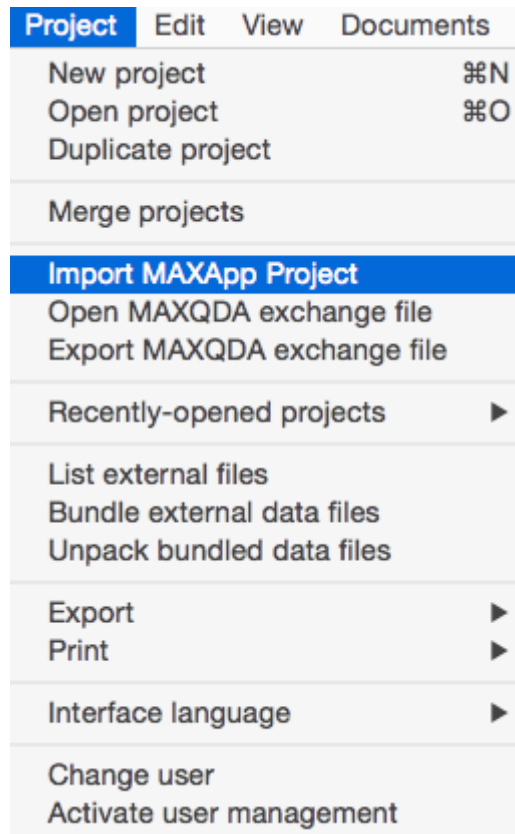 Project Edit View Documents
New project ⌘N
Open project ⌘O
Duplicate project
Merge projects
Import MAXApp Project
Open MAXQDA exchange file
Export MAXQDA exchange file
Recently-opened projects ▶
List external files
Bundle external data files
Unpack bundled data files
Export ▶
Print ▶
Interface language ▶
Change user
Activate user management